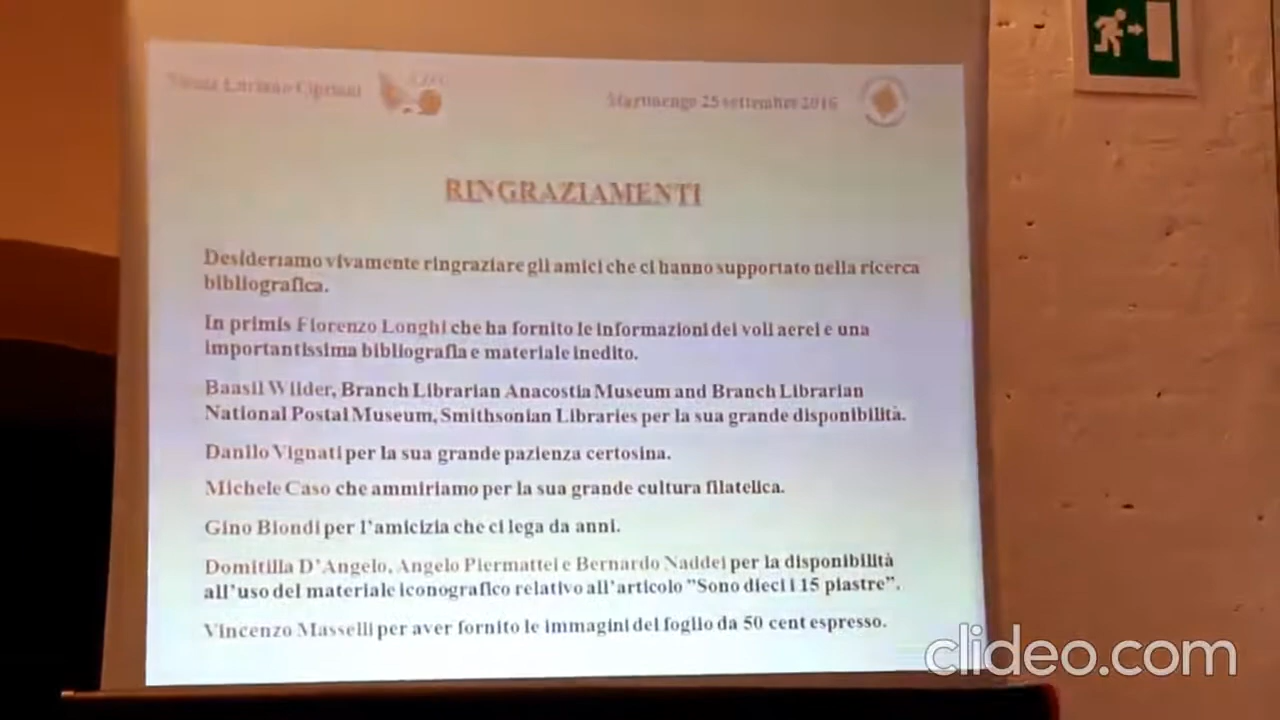 Luciano Cipriani
Martinengo 25 settembre 2016
RINGRAZIAMENTI
Desideriamo vivamente ringraziare gli amici che ci hanno supportato nella ricerca
bibliografica.
In primis Fiorenzo Longhi che ha fornito le informazioni dei voli aerei e una
importantissima bibliografia e materiale inedito.
Baasil Wilder, Branch Librarian Anacostia Museum and Branch Librarian
National Postal Museum, Smithsonian Libraries per la sua grande disponibilità.
Danilo Vignati per la sua grande pazienza certosina.
Michele Caso che ammiriamo per la sua grande cultura filatelica.
Gino Biondi per l'amicizia che ci lega da anni.
Domitilla D'Angelo, Angelo Piermattei e Bernardo Naddei per la disponibilità
all'uso del materiale iconografico relativo all'articolo "Sono dieci i 15 piastre".
Vincenzo Masselli per aver fornito le immagini del foglio da 50 cent espresso.
clideo.com